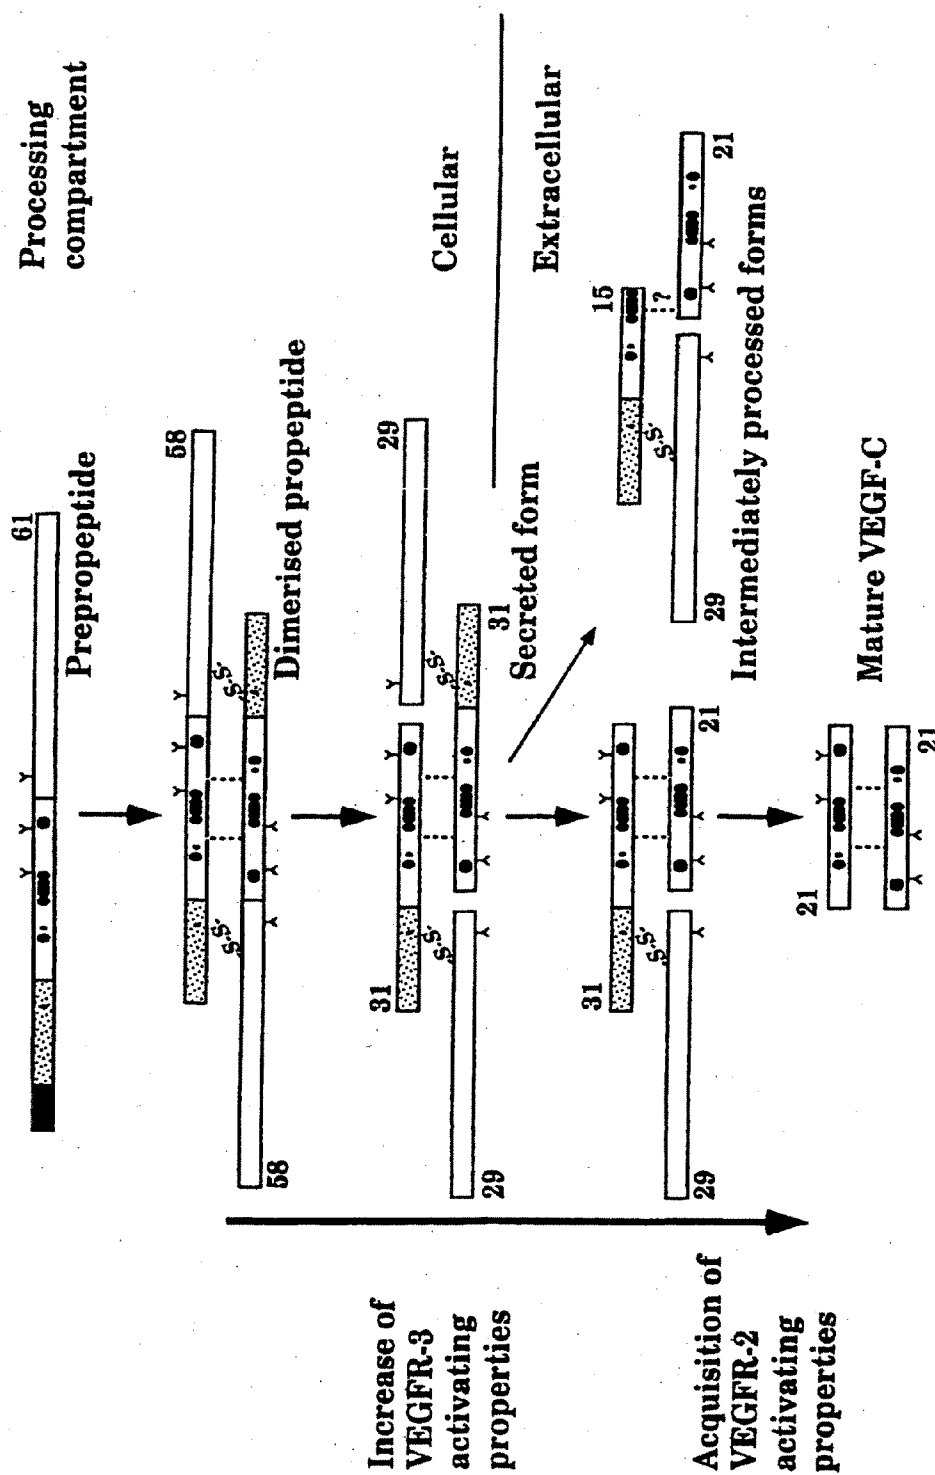 Processing
compartment
61
Prepropeptide
58
58
S-S
S-S
Dimerised propeptide
Cellular
31
29
S-S
S-S
29
31
Secreted form
Extracellular
31
S-S
29
21
15
?
S-S
29
21
Intermediately processed forms
21
21
Mature VEGF-C
Increase of
VEGFR-3
activating
properties
Acquisition of
VEGFR-2
activating
properties